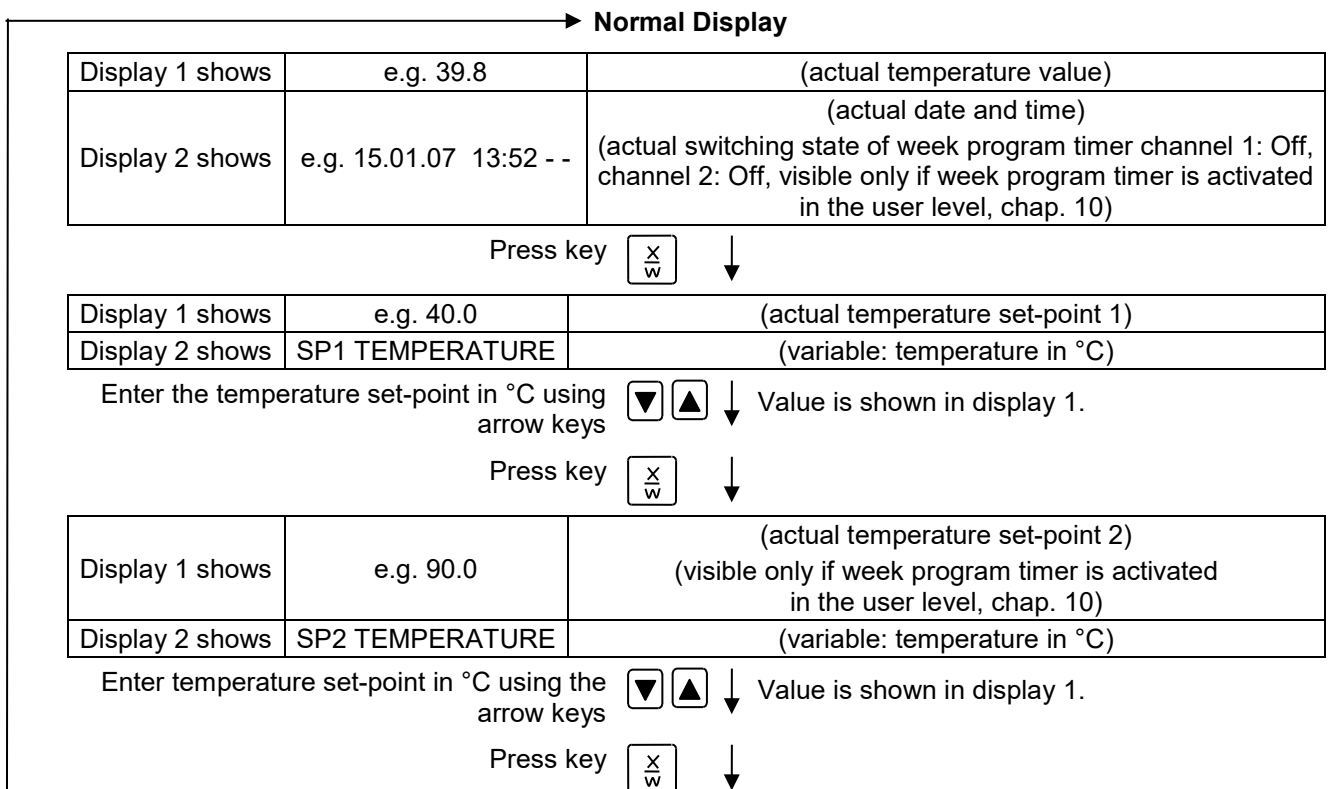 Normal Display
Display 1 shows e.g. 39.8 (actual temperature value)
Display 2 shows e.g. 15.01.07 13:52 - - (actual date and time)
(actual switching state of week program timer channel 1: Off,
channel 2: Off, visible only if week program timer is activated
in the user level, chap. 10)
Press key X/W
Display 1 shows e.g. 40.0 (actual temperature set-point 1)
Display 2 shows SP1 TEMPERATURE (variable: temperature in °C)
Enter the temperature set-point in °C using
arrow keys
Value is shown in display 1.
Press key X/W
Display 1 shows e.g. 90.0 (actual temperature set-point 2)
(visible only if week program timer is activated
in the user level, chap. 10)
Display 2 shows SP2 TEMPERATURE (variable: temperature in °C)
Enter temperature set-point in °C using the
arrow keys
Value is shown in display 1.
Press key X/W